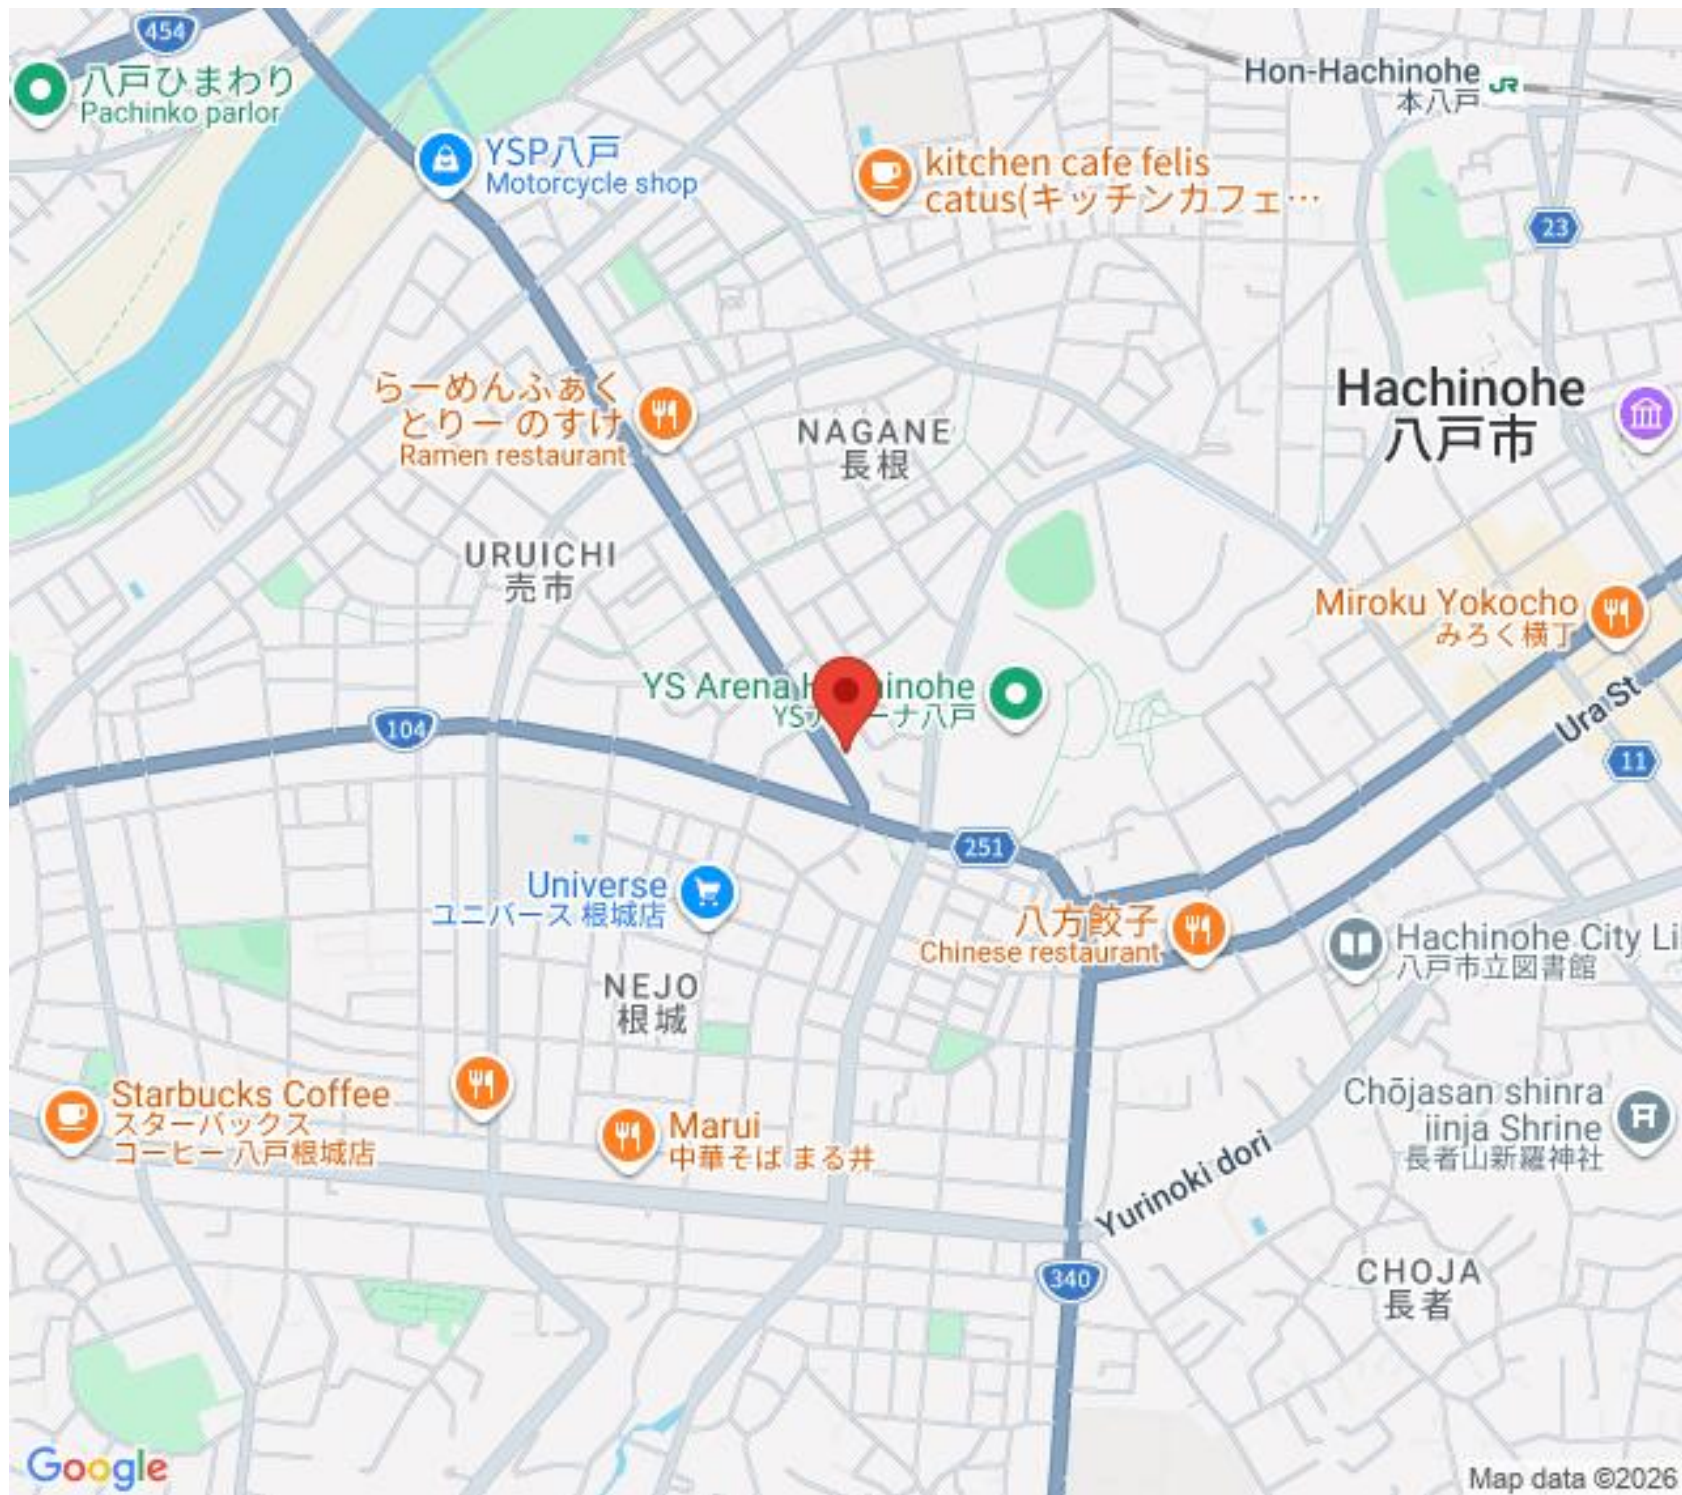 454
八戸ひまわり
Pachinko parlor
Hon-Hachinohe
本八戸
JR
YSP八戸
Motorcycle shop
kitchen cafe felis
catus(キッチンカフェ…
23
Hachinohe
八戸市
らーめんふぁく
とりー のすけ
Ramen restaurant
NAGANE
長根
URUICHI
売市
Miroku Yokocho
みろく横丁
YS Arena H
inohe
YS
ーナ八戸
Ura St
104
11
251
Universe
ユニバース 根城店
八方餃子
Chinese restaurant
Hachinohe City Li
八戸市立図書館
NEJO
根城
Starbucks Coffee
スターバックス
コーヒー 八戸根城店
Marui
中華そば まる井
Chōjasan shinra
jinja Shrine
長者山新羅神社
Yurinoki dori
340
CHOJA
長者
Google
Map data ©2026